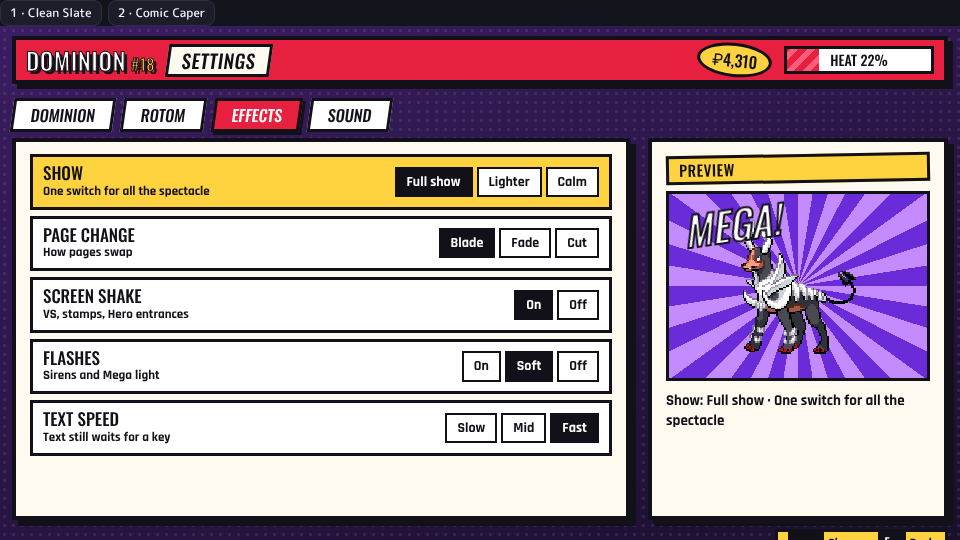 1 · Clean Slate
2 · Comic Caper
DOMINION #18
SETTINGS
₽4,310
HEAT 22%
DOMINION
ROTOM
EFFECTS
SOUND
SHOW
One switch for all the spectacle
Full show
Lighter
Calm
PAGE CHANGE
How pages swap
Blade
Fade
Cut
SCREEN SHAKE
VS, stamps, Hero entrances
On
Off
FLASHES
Sirens and Mega light
On
Soft
Off
TEXT SPEED
Text still waits for a key
Slow
Mid
Fast
PREVIEW
MEGA!
Show: Full show · One switch for all the
spectacle